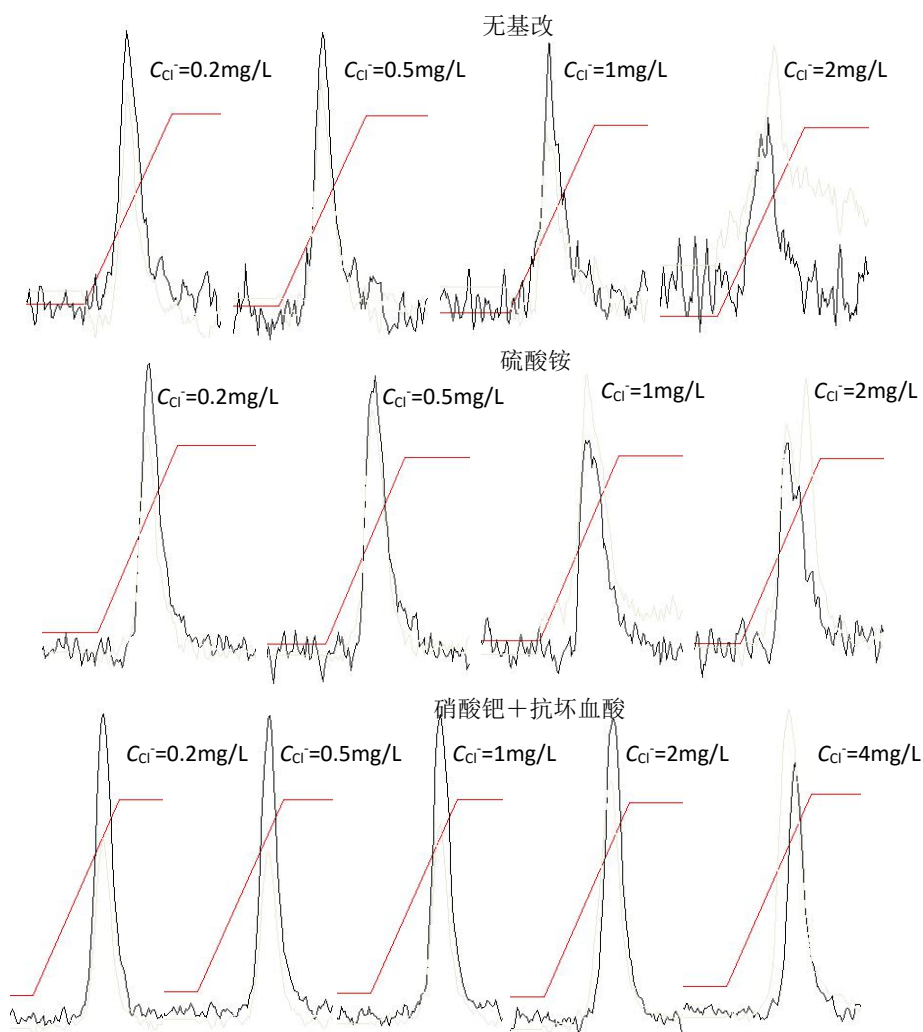 无基改
CCl-=0.2mg/L CCl-=0.5mg/L CCl-=1mg/L CCl-=2mg/L
硫酸铵
CCl-=0.2mg/L CCl-=0.5mg/L CCl-=1mg/L CCl-=2mg/L
硝酸钯+抗坏血酸
CCl-=0.2mg/L CCl-=0.5mg/L CCl-=1mg/L CCl-=2mg/L CCl-=4mg/L